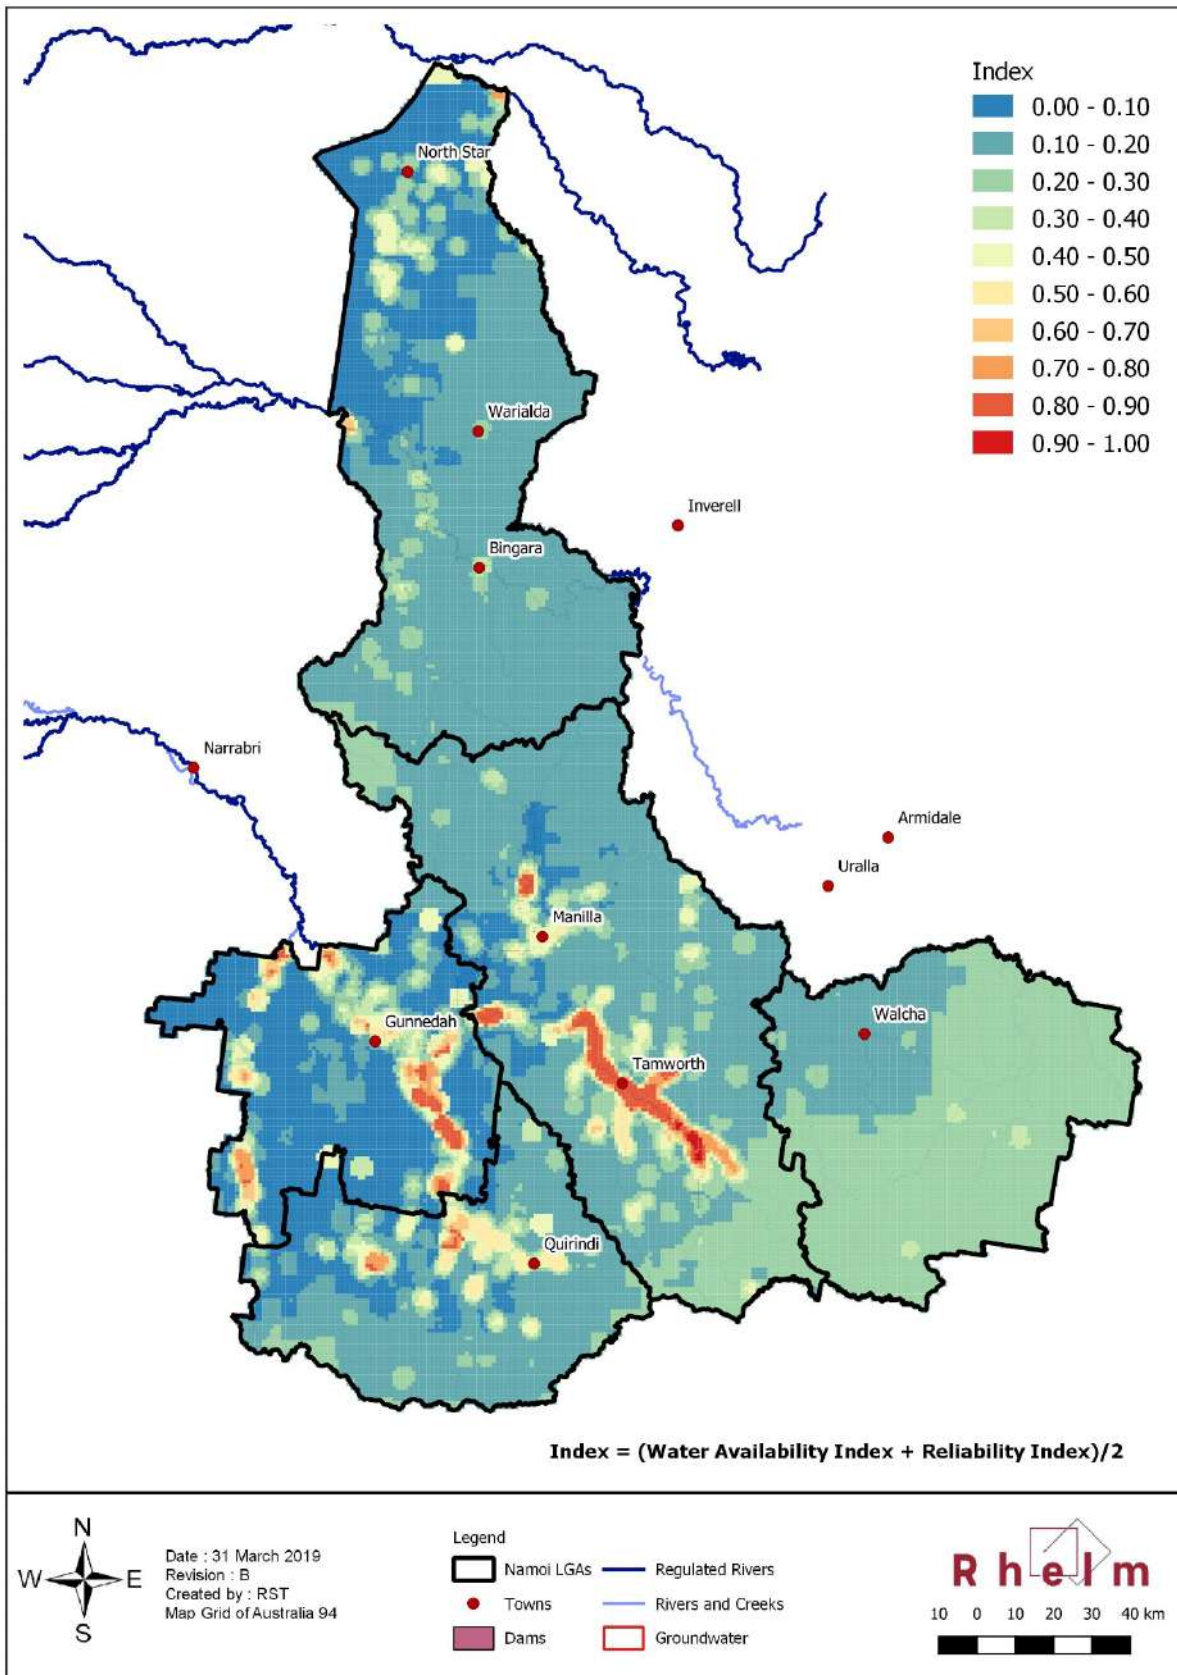 Index
0.00 - 0.10
0.10 - 0.20
0.20 - 0.30
0.30 - 0.40
0.40 - 0.50
0.50 - 0.60
0.60 - 0.70
0.70 - 0.80
0.80 - 0.90
0.90 - 1.00
North Star
Warialda
Inverell
Bingara
Narrabri
Armidale
Uralla
Manilla
Gunnedah
Walcha
Tamworth
Quirindi
Index = (Water Availability Index + Reliability Index)/2
N
W E
S
Date : 31 March 2019
Revision : B
Created by : RST
Map Grid of Australia 94
Legend
Namoi LGAs
Regulated Rivers
Towns
Rivers and Creeks
Dams
Groundwater
Rhelm
10 0 10 20 30 40 km